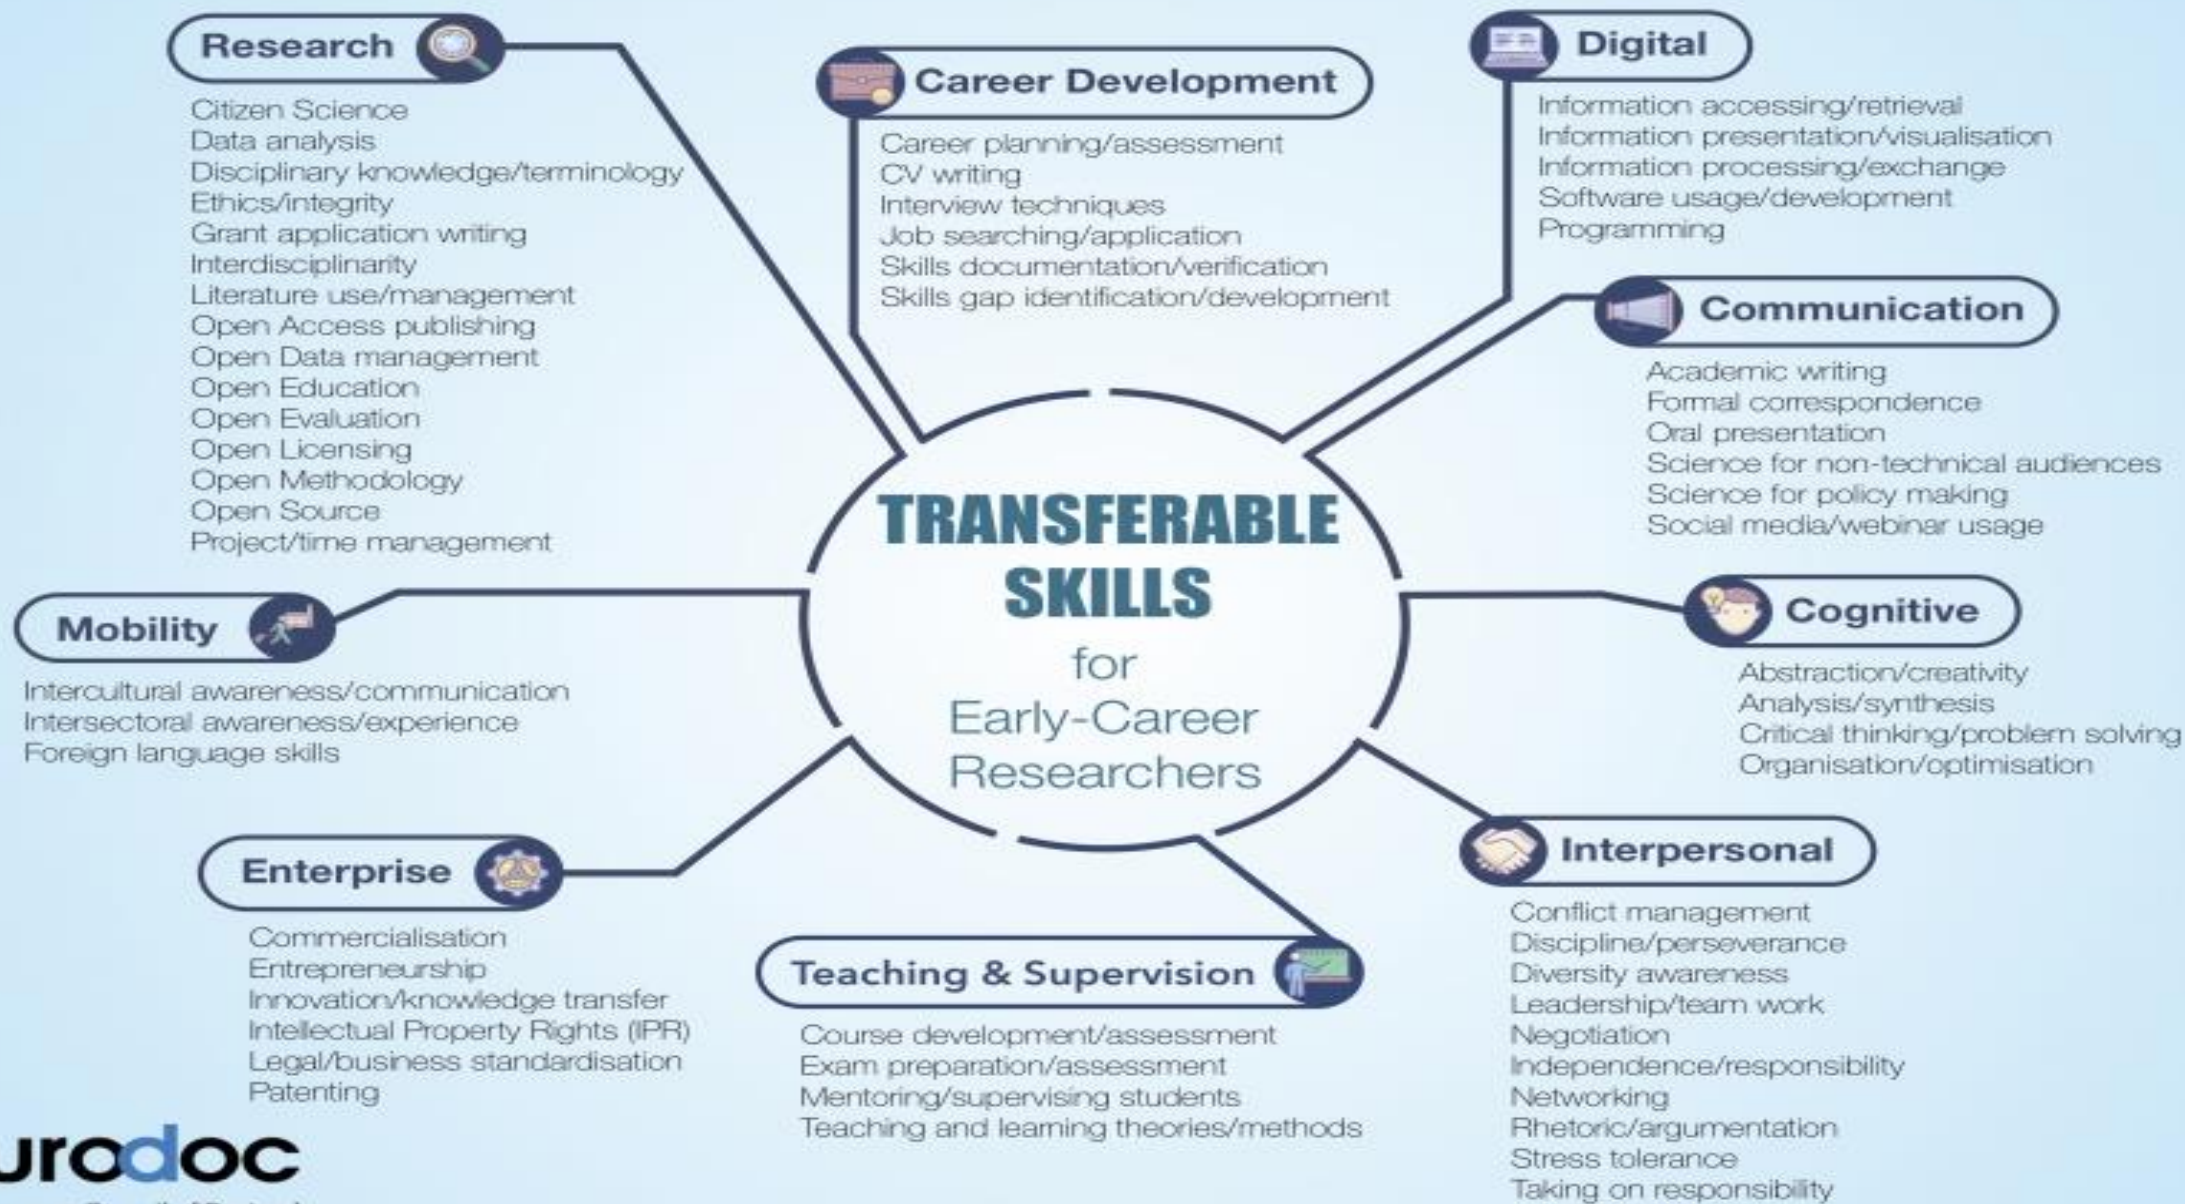 Research
Citizen Science
Data analysis
Disciplinary knowledge/terminology
Ethics/integrity
Grant application writing
Interdisciplinarity
Literature use/management
Open Access publishing
Open Data management
Open Education
Open Evaluation
Open Licensing
Open Methodology
Open Source
Project/time management
Career Development
Career planning/assessment
CV writing
Interview techniques
Job searching/application
Skills documentation/verification
Skills gap identification/development
Digital
Information accessing/retrieval
Information presentation/visualisation
Information processing/exchange
Software usage/development
Programming
Communication
Academic writing
Formal correspondence
Oral presentation
Science for non-technical audiences
Science for policy making
Social media/webinar usage
TRANSFERABLE
SKILLS
for
Early-Career
Researchers
Mobility
Intercultural awareness/communication
Intersectoral awareness/experience
Foreign language skills
Cognitive
Abstraction/creativity
Analysis/synthesis
Critical thinking/problem solving
Organisation/optimisation
Enterprise
Commercialisation
Entrepreneurship
Innovation/knowledge transfer
Intellectual Property Rights (IPR)
Legal/business standardisation
Patenting
Teaching & Supervision
Course development/assessment
Exam preparation/assessment
Mentoring/supervising students
Teaching and learning theories/methods
Interpersonal
Conflict management
Discipline/perseverance
Diversity awareness
Leadership/team work
Negotiation
Independence/responsibility
Networking
Rhetoric/argumentation
Stress tolerance
Taking on responsibility
urodoc